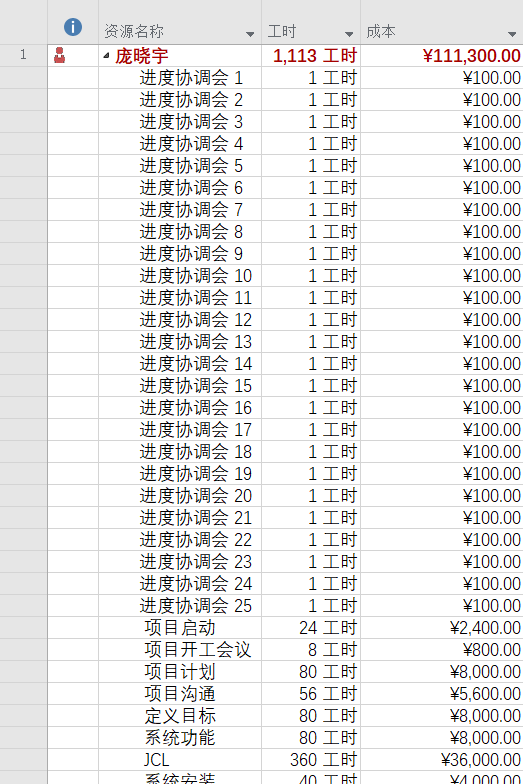 资源名称 工时 成本
1 庞晓宇 1,113 工时 ¥111,300.00
进度协调会 1 1 工时 ¥100.00
进度协调会 2 1 工时 ¥100.00
进度协调会 3 1 工时 ¥100.00
进度协调会 4 1 工时 ¥100.00
进度协调会 5 1 工时 ¥100.00
进度协调会 6 1 工时 ¥100.00
进度协调会 7 1 工时 ¥100.00
进度协调会 8 1 工时 ¥100.00
进度协调会 9 1 工时 ¥100.00
进度协调会 10 1 工时 ¥100.00
进度协调会 11 1 工时 ¥100.00
进度协调会 12 1 工时 ¥100.00
进度协调会 13 1 工时 ¥100.00
进度协调会 14 1 工时 ¥100.00
进度协调会 15 1 工时 ¥100.00
进度协调会 16 1 工时 ¥100.00
进度协调会 17 1 工时 ¥100.00
进度协调会 18 1 工时 ¥100.00
进度协调会 19 1 工时 ¥100.00
进度协调会 20 1 工时 ¥100.00
进度协调会 21 1 工时 ¥100.00
进度协调会 22 1 工时 ¥100.00
进度协调会 23 1 工时 ¥100.00
进度协调会 24 1 工时 ¥100.00
进度协调会 25 1 工时 ¥100.00
项目启动 24 工时 ¥2,400.00
项目开工会议 8 工时 ¥800.00
项目计划 80 工时 ¥8,000.00
项目沟通 56 工时 ¥5,600.00
定义目标 80 工时 ¥8,000.00
系统功能 80 工时 ¥8,000.00
JCL 360 工时 ¥36,000.00
系统安装 40 工时 ¥4,000.00